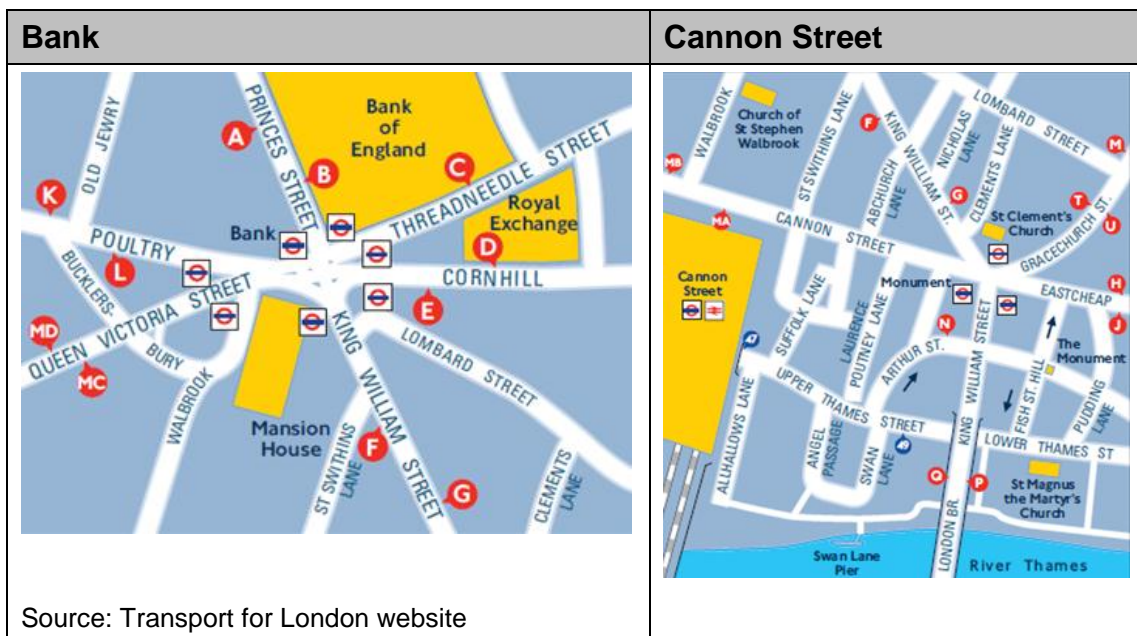 Bank
Cannon Street
OLD JEWRY
PRINCES STREET
Bank
of
England
A
B
C
THREADNEEDLE STREET
K
Royal
Exchange
POULTRY
Bank
D
L
CORNHILL
BUCKLERS-
BURY
E
MD
QUEEN VICTORIA STREET
MC
WALBROOK
KING WILLIAM STREET
LOMBARD STREET
Mansion
House
F
ST SWITHINS
LANE
G
CLEMENTS
LANE
Source: Transport for London website
WALBROOK
Church of
St Stephen
Walbrook
ST SWITHINS LANE
F
KING WILLLIAM ST.
ABCHURCH
LANE
NICHOLAS
LANE
CLEMENTS LANE
LOMBARD STREET
M
MB
MA
G
T
U
CANNON STREET
St Clement's
Church
GRACECHURCH ST.
Cannon
Street
Monument
EASTCHEAP
H
J
SUFFOLK LANE
LAURENCE
POUTNEY LANE
N
ARTHUR ST.
KING WILLIAM STREET
The
Monument
FISH ST. HILL
PUDDING
LANE
ALLHALLOWS LANE
UPPER THAMES STREET
ANGEL
PASSAGE
SWAN
LANE
LOWER THAMES ST
Q
P
St Magnus
the Martyr's
Church
LONDON BR.
Swan Lane
Pier
River Thames